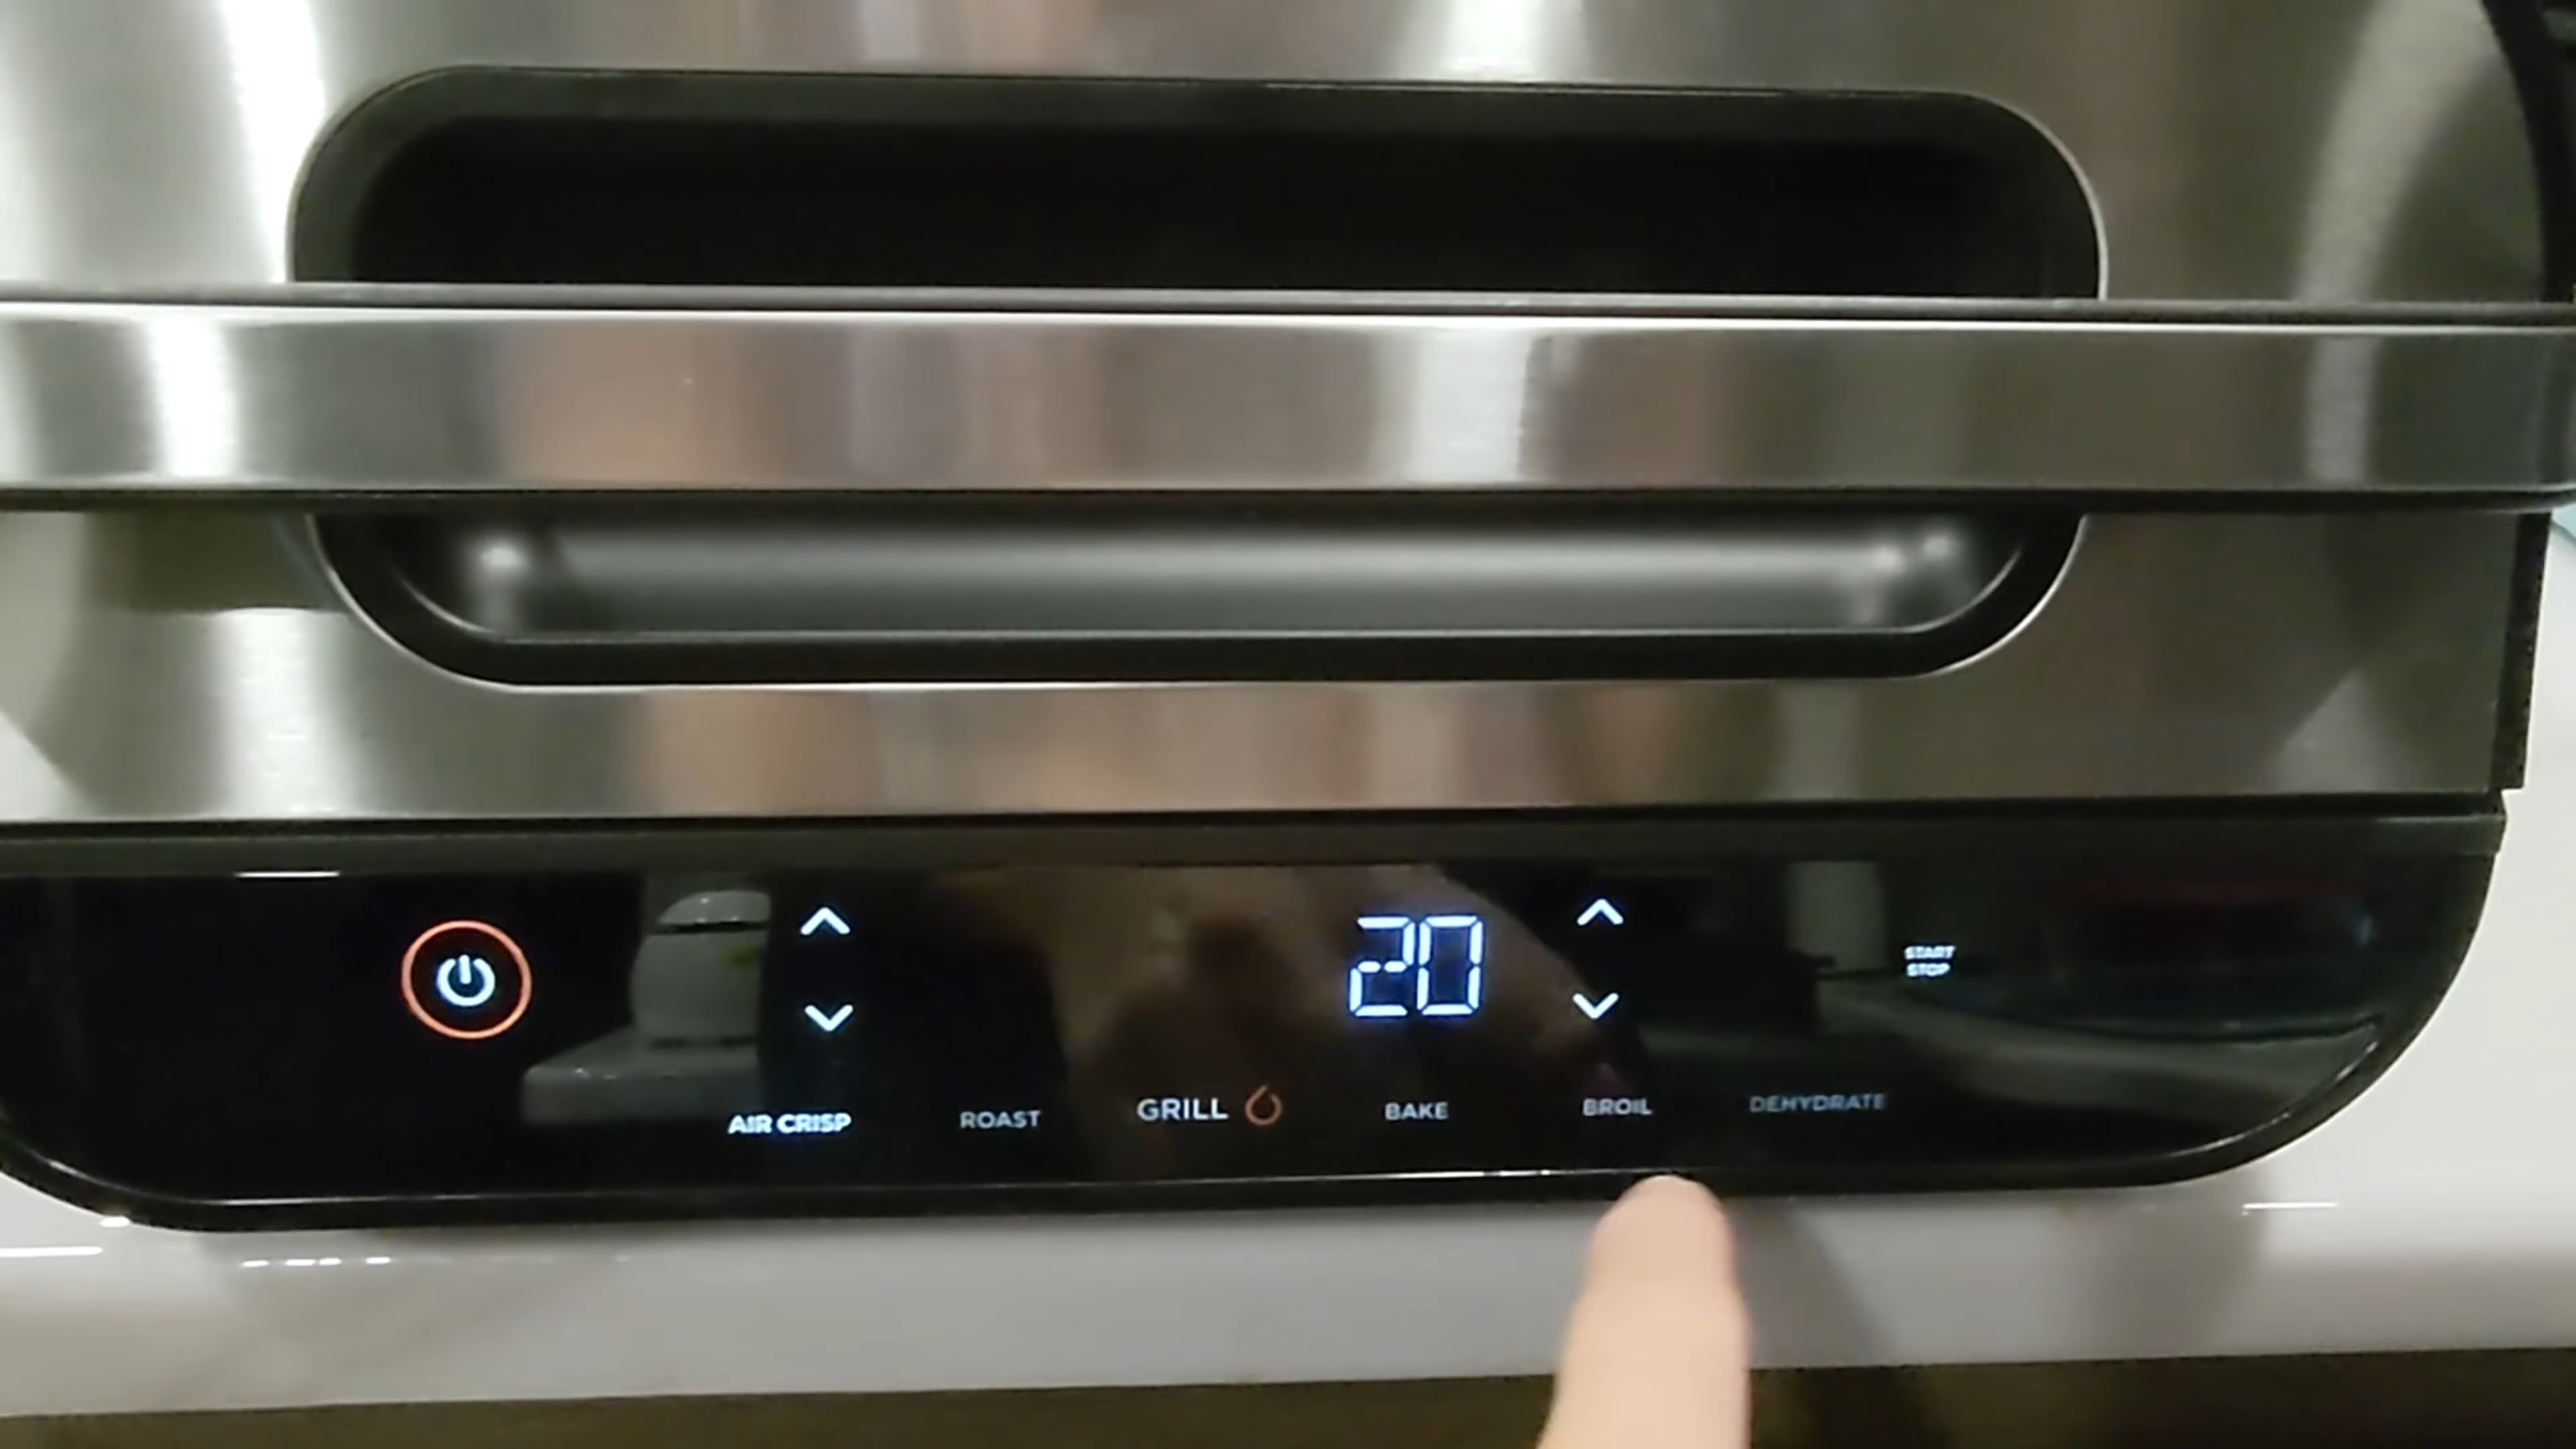 20
START
STOP
AIR CRISP
ROAST
GRILL
BAKE
BROIL
DEHYDRATE